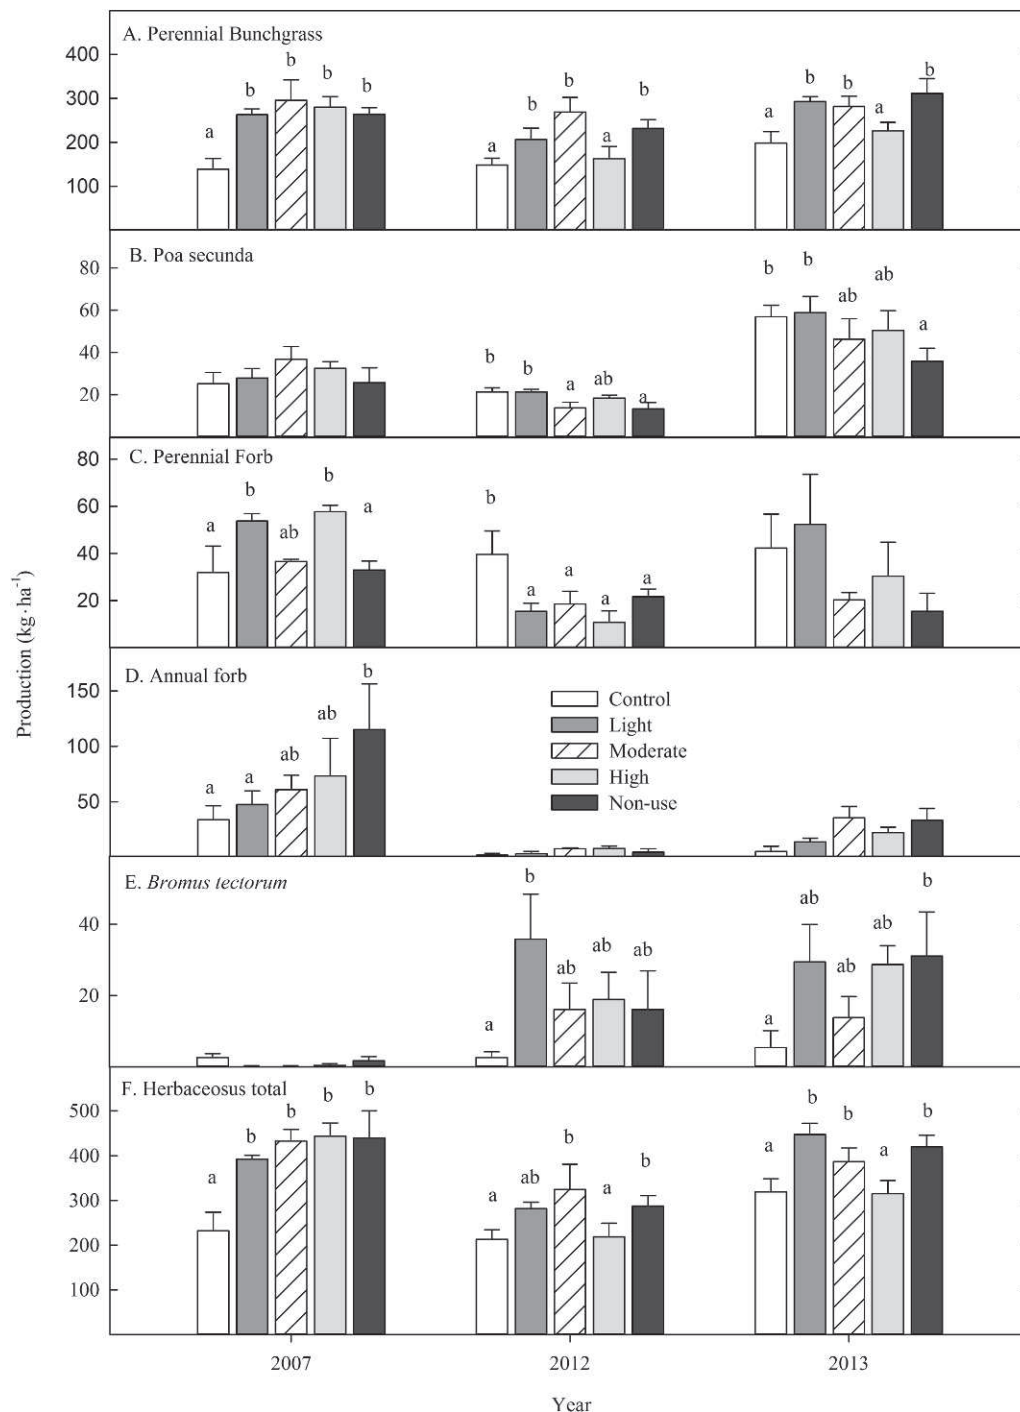 A. Perennial Bunchgrass
400
300
200
100
a b b b b
a b b a b
a b b a b
B. Poa secunda
80
60
40
20
b b a ab a
b b ab ab a
C. Perennial Forb
80
60
40
20
a b ab b a
b a a a a
Production (kg·ha⁻¹)
D. Annual forb
150
100
50
a a ab ab b
Control
Light
Moderate
High
Non-use
E. Bromus tectorum
40
20
a b ab ab ab
a ab ab ab b
F. Herbaceosus total
500
400
300
200
100
a b b b b
a ab b a b
a b b a b
2007 2012 2013
Year